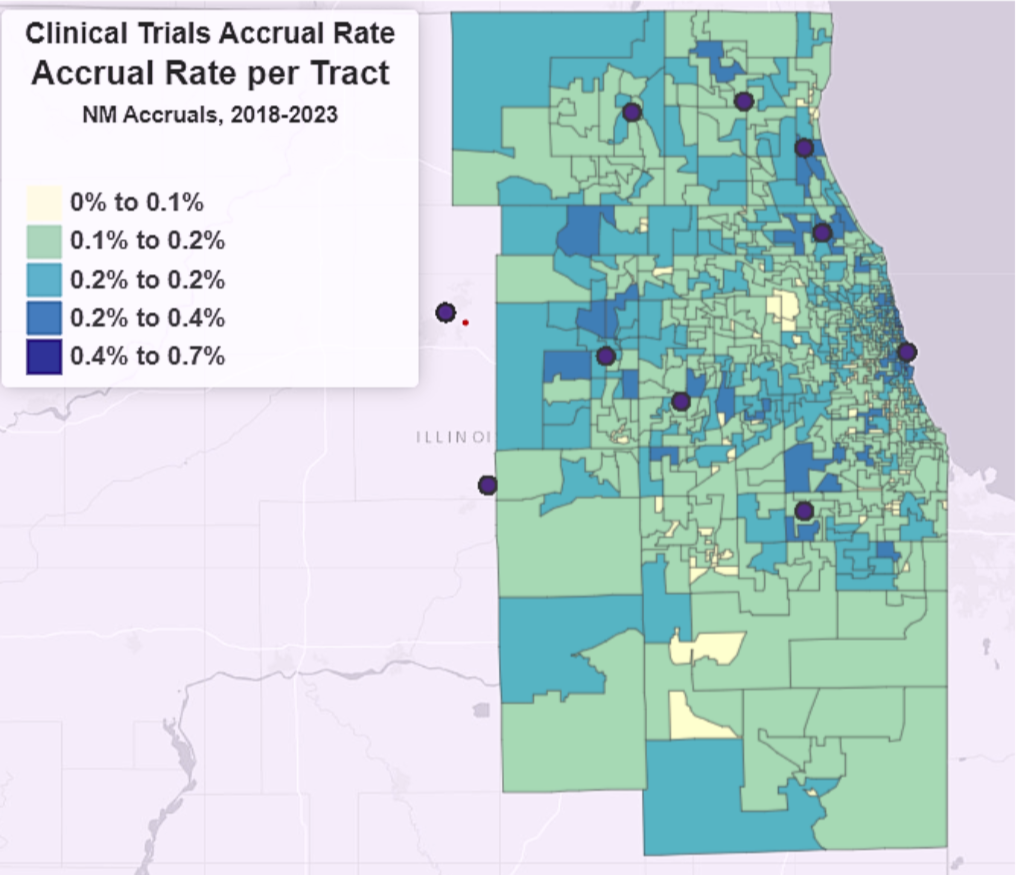 Clinical Trials Accrual Rate
Accrual Rate per Tract
NM Accruals, 2018-2023
0% to 0.1%
0.1% to 0.2%
0.2% to 0.2%
0.2% to 0.4%
0.4% to 0.7%
ILLINOI